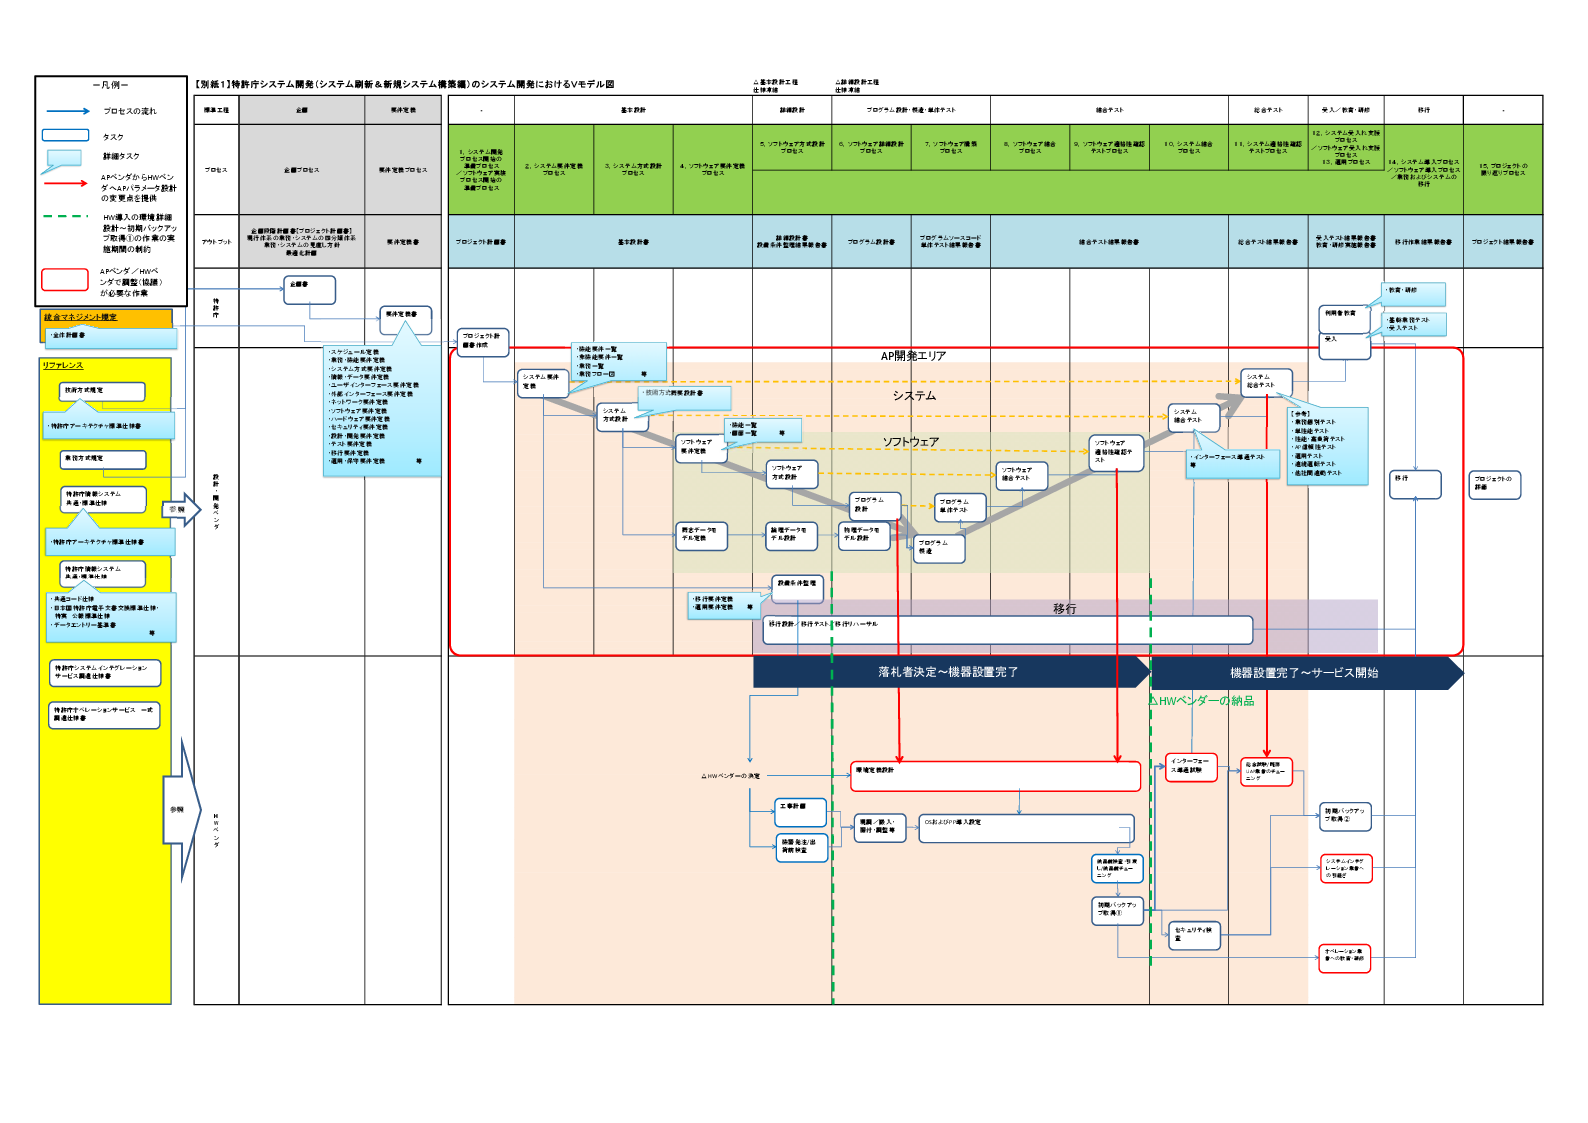 －凡例－
プロセスの流れ
タスク
詳細タスク
APベンダからHWベン
ダへAPパラメータ設計
の変更点を提供
HW導入の環境詳細
設計～初期バックアッ
プ取得①の作業の実
施期間の制約
APベンダ／HWベ
ンダで調整（協議）
が必要な作業
【別紙１】特許庁システム開発（システム刷新＆新規システム構築編）のシステム開発におけるVモデル図
△基本設計工程
仕様凍結
△詳細設計工程
仕様凍結
標準工程
企画
要件定義
-
基本設計
詳細設計
プログラム設計・製造・単体テスト
結合テスト
総合テスト
受入／教育・研修
移行
-
プロセス
企画プロセス
要件定義プロセス
１．システム開発
プロセス開始の
準備プロセス
／ソフトウェア実装
プロセス開始の
準備プロセス
２．システム要件定義
プロセス
３．システム方式設計
プロセス
４．ソフトウェア要件定義
プロセス
５．ソフトウェア方式設計
プロセス
６．ソフトウェア詳細設計
プロセス
７．ソフトウェア構築
プロセス
８．ソフトウェア結合
プロセス
９．ソフトウェア適格性確認
テストプロセス
１０．システム結合
プロセス
１１．システム適格性確認
テストプロセス
１２．システム受入れ支援
プロセス
／ソフトウェア受入れ支援
プロセス
１３．運用プロセス
１４．システム導入プロセス
／ソフトウェア導入プロセス
／業務およびシステムの
移行
１５．プロジェクトの
振り返りプロセス
アウトプット
企画段階計画書【プロジェクト計画書】
現行体系の業務・システムの現分類体系
業務・システムの見直し方針
最適化計画
要件定義書
プロジェクト計画書
基本設計書
詳細設計書
設備条件整理結果報告書
プログラム設計書
プログラムソースコード
単体テスト結果報告書
結合テスト結果報告書
総合テスト結果報告書
受入テスト結果報告書
教育・研修実施報告書
移行作業結果報告書
プロジェクト結果報告書
特許庁
企画書
要件定義書
プロジェクト計
画書作成
利用者教育
受入
・教育・研修
・基幹業務テスト
・受入テスト
統合マネジメント規定
・全体計画書
リファレンス
技術方式規定
・特許庁アーキテクチャ標準仕様書
業務方式規定
特許庁情報システム
共通・標準仕様
・特許庁アーキテクチャ標準仕様書
特許庁情報システム
共通・標準仕様
・共通コード仕様
・日本国特許庁電子文書交換標準仕様・
特実　公報標準仕様
・データエントリー基準書
等
特許庁システムインテグレーション
サービス調達仕様書
特許庁オペレーションサービス　一式
調達仕様書
参照
参照
・スケジュール定義
・業務・機能要件定義
・システム方式要件定義
・情報・データ要件定義
・ユーザインターフェース要件定義
・外部インターフェース要件定義
・ネットワーク要件定義
・ソフトウェア要件定義
・ハードウェア要件定義
・セキュリティ要件定義
・設計・開発要件定義
・テスト要件定義
・移行要件定義
・運用・保守要件定義　等
設計・開発ベンダ
AP開発エリア
システム要件
定義
・機能要件一覧
・非機能要件一覧
・業務一覧
・業務フロー図　等
システム
方式設計
・技術方式概要設計書
ソフトウェア
要件定義
・機能一覧
・画面一覧　等
システム
ソフトウェア
ソフトウェア
方式設計
プログラム
設計
プログラム
製造
プログラム
単体テスト
ソフトウェア
結合テスト
ソフトウェア
適格性確認テ
スト
システム
結合テスト
・インターフェース導通テスト
等
システム
総合テスト
【参考】
・業務種別テスト
・単性能テスト
・性能・高負荷テスト
・AP連結性テスト
・運用テスト
・連続運転テスト
・他社間連動テスト
移行
プロジェクトの
評価
概念データモ
デル定義
論理データモ
デル設計
物理データモ
デル設計
設備条件整理
・移行要件定義
・運用要件定義　等
移行
移行設計／移行テスト／移行リハーサル
落札者決定～機器設置完了
機器設置完了～サービス開始
△HWベンダーの納品
HWベンダ
△HWベンダーの決定
環境定義設計
工事計画
機器発注/出
荷前検査
現調／搬入・
据付・調整等
OSおよびPP導入設定
初期バックアッ
プ取得①
セキュリティ検
査
インターフェー
ス導通試験
初期バックアッ
プ取得②
システムインテグ
レーション業者へ
の引継ぎ
オペレーション業
者への教育・研修